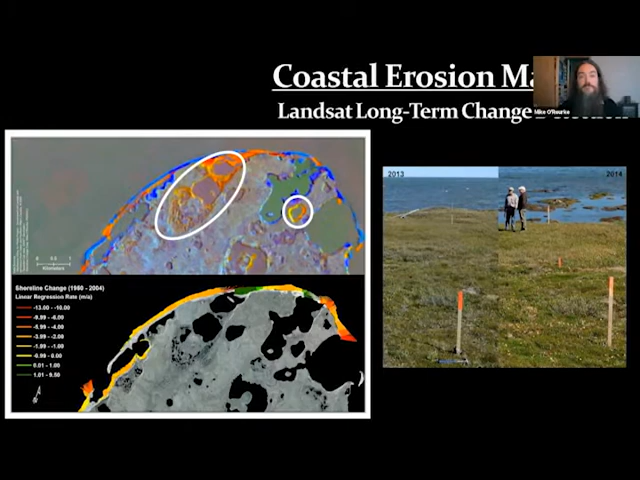 Coastal Erosion Ma
Landsat Long-Term Change
Mike O'Rourke
2013
2014
Kilometers
Shoreline Change (1980 - 2004)
Linear Regression Rate (m/a)
-13.00 - -10.00
-9.99 - -6.00
-5.99 - -4.00
-3.99 - -2.00
-1.99 - -1.00
-0.99 - 0.00
0.01 - 1.00
1.01 - 9.50